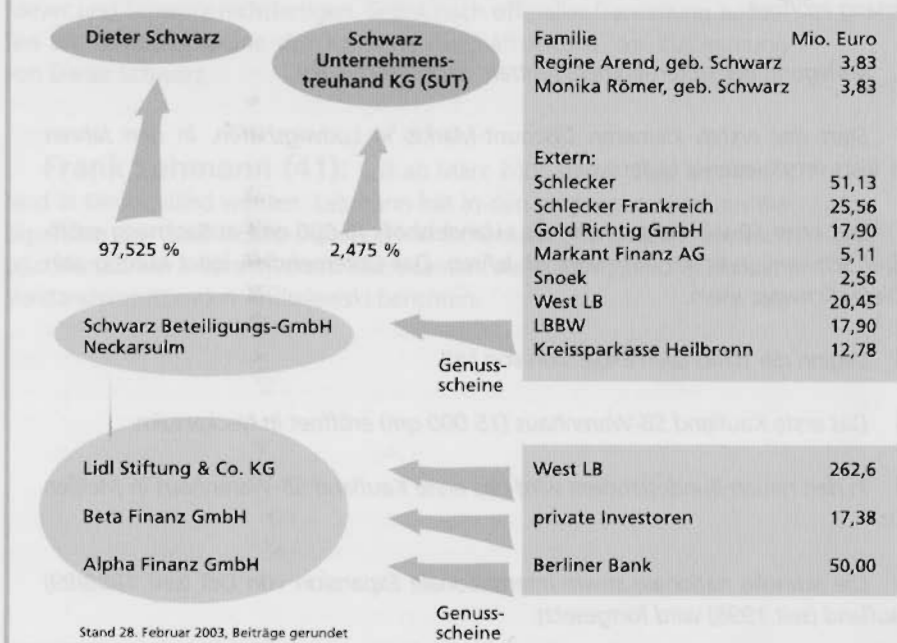 Dieter Schwarz
Schwarz
Unternehmens-
treuhand KG (SUT)
97,525 %
2,475 %
Schwarz Beteiligungs-GmbH
Neckarsulm
Genuss-
scheine
Familie Mio. Euro
Regine Arend, geb. Schwarz 3,83
Monika Römer, geb. Schwarz 3,83
Extern:
Schlecker 51,13
Schlecker Frankreich 25,56
Gold Richtig GmbH 17,90
Markant Finanz AG 5,11
Snoek 2,56
West LB 20,45
LBBW 17,90
Kreissparkasse Heilbronn 12,78
Lidl Stiftung & Co. KG
Beta Finanz GmbH
Alpha Finanz GmbH
Genuss-
scheine
West LB 262,6
private Investoren 17,38
Berliner Bank 50,00
Stand 28. Februar 2003, Beiträge gerundet